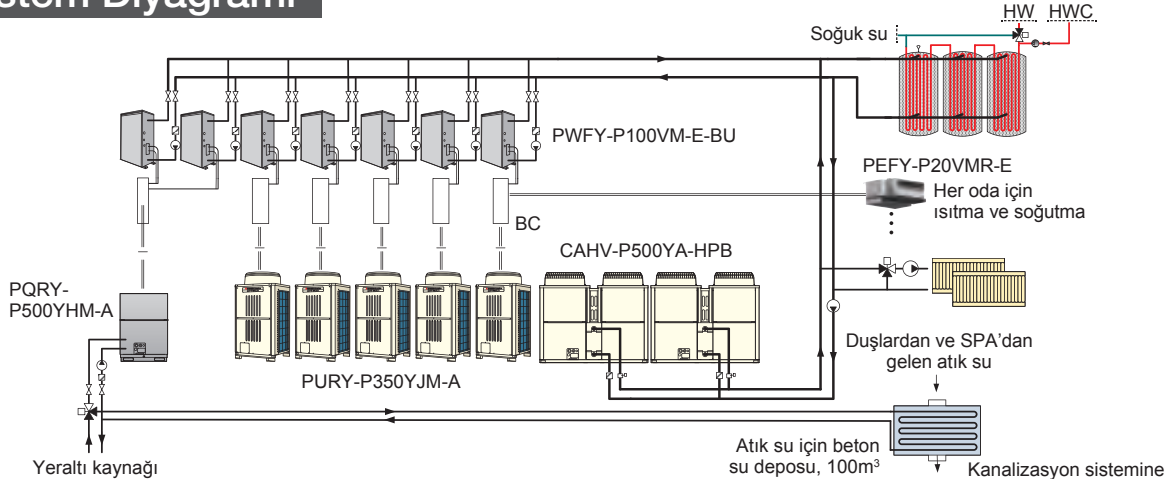 stem Diyagramı
HW HWC
Soğuk su
PWFY-P100VM-E-BU
PEFY-P20VMR-E
Her oda için
ısıtma ve soğutma
BC
CAHV-P500YA-HPB
PQRY-
P500YHM-A
PURY-P350YJM-A
Duşlardan ve SPA’dan
gelen atık su
Atık su için beton
su deposu, 100m³
Yeraltı kaynağı
Kanalizasyon sistemine